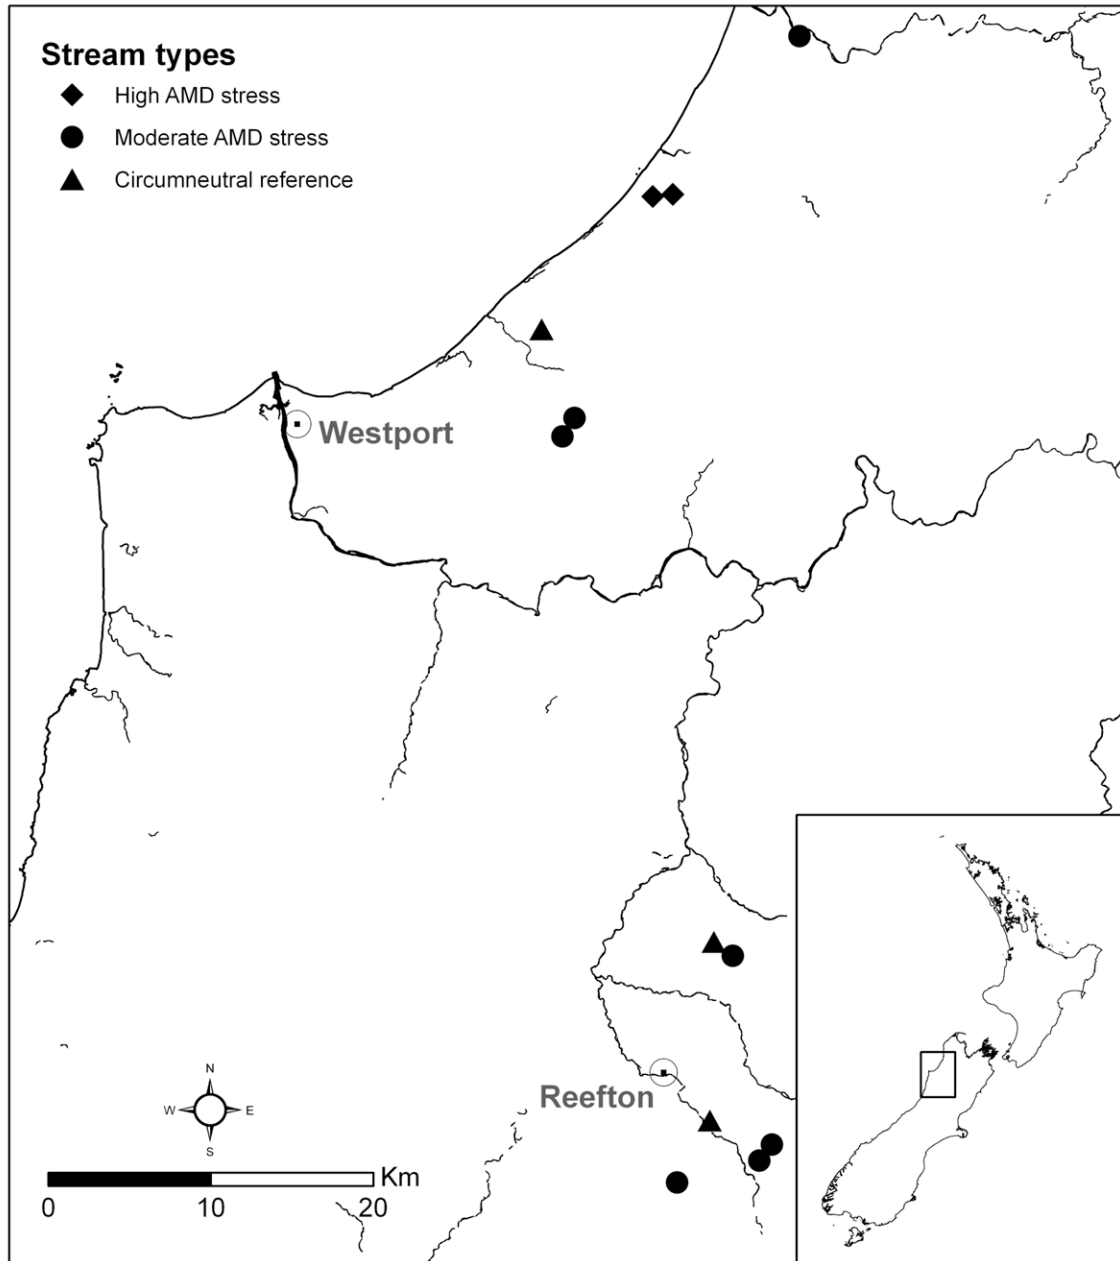 Stream types
High AMD stress
Moderate AMD stress
Circumneutral reference
Westport
Reefton
N
W E
S
Km
0 10 20